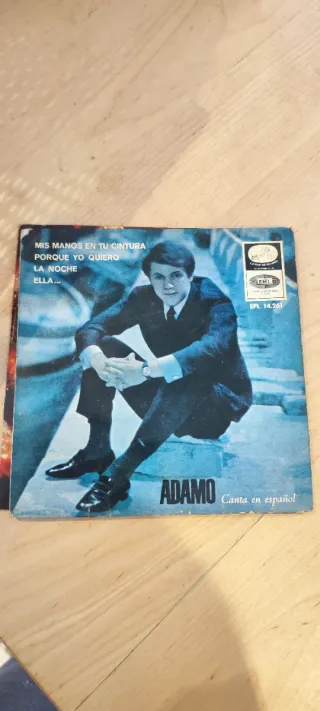 MIS MANOS EN TU CINTURA
PORQUE YO QUIERO
LA NOCHE
ELLA...
EMI
EPL 14.261
ADAMO
Canta en español